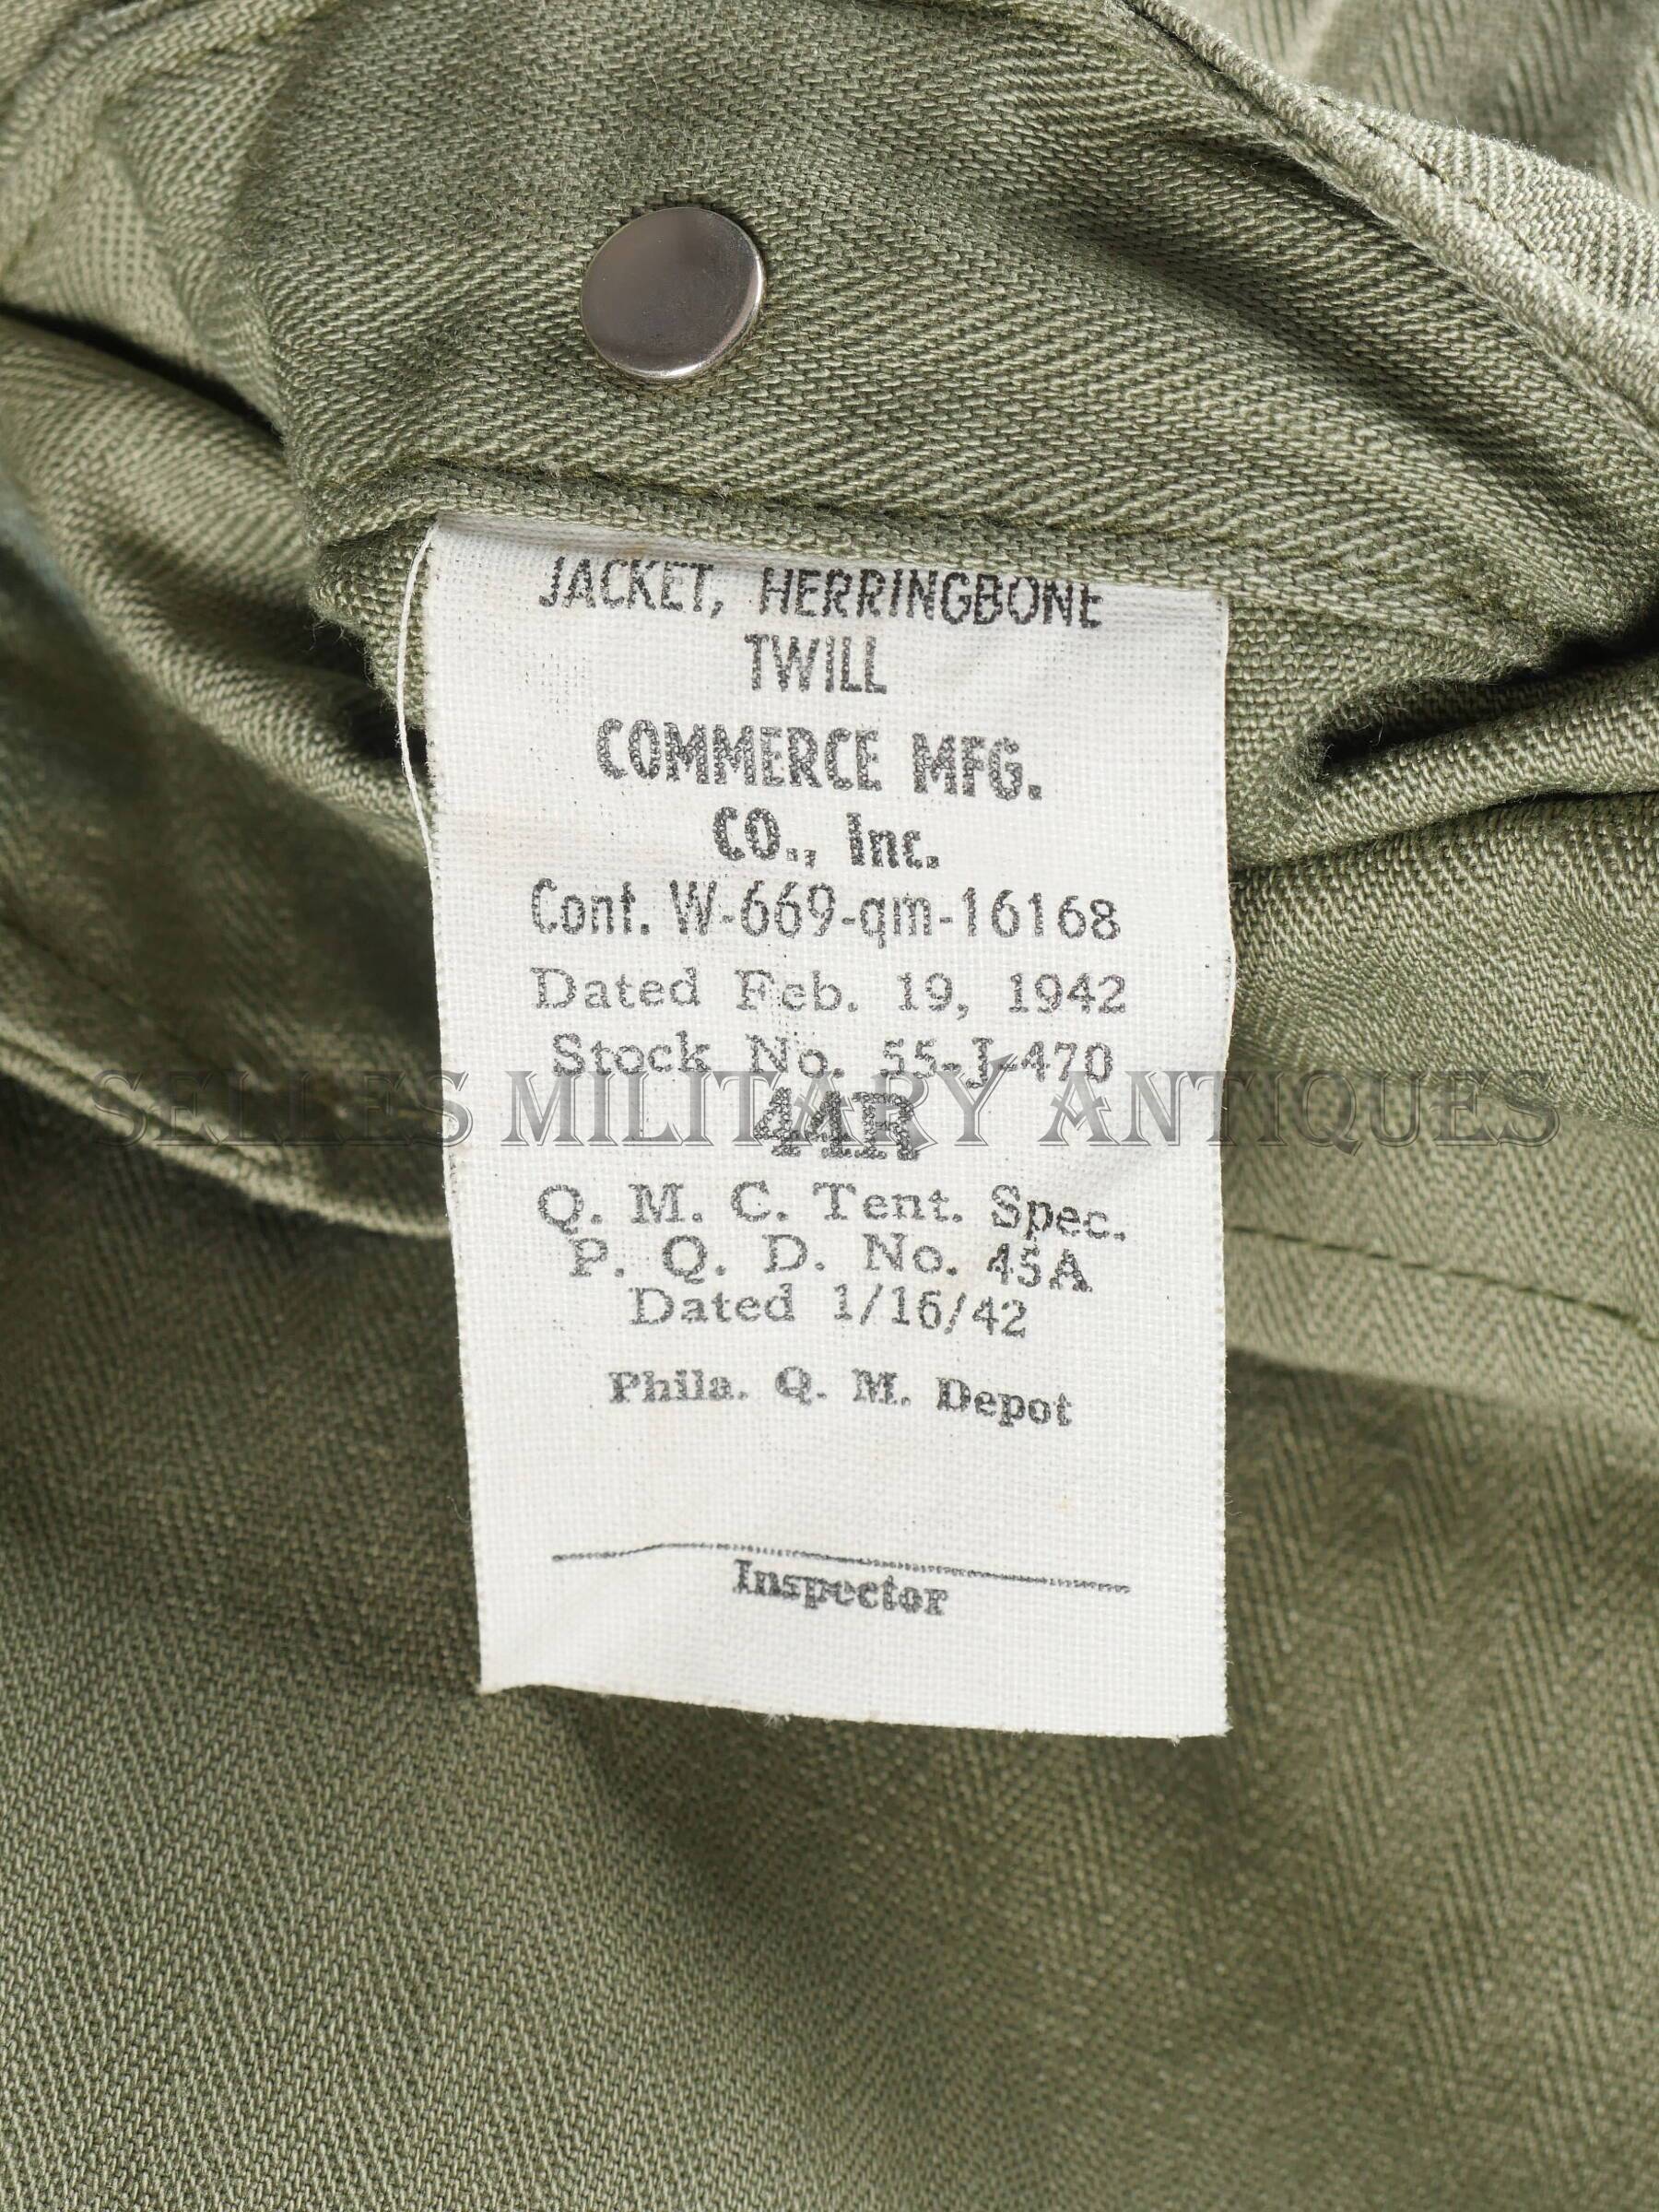 JACKET, HERRINGBONE
TWILL
COMMERCE MFG.
CO., Inc.
Cont. W-669-qm-16168
Dated Feb. 19, 1942
Stock No. 55-J-470
SELLES MILITARY ANTIQUES
44R
Q. M. C. Tent. Spec.
P. Q. D. No. 45A
Dated 1/16/42
Phila. Q. M. Depot
Inspector